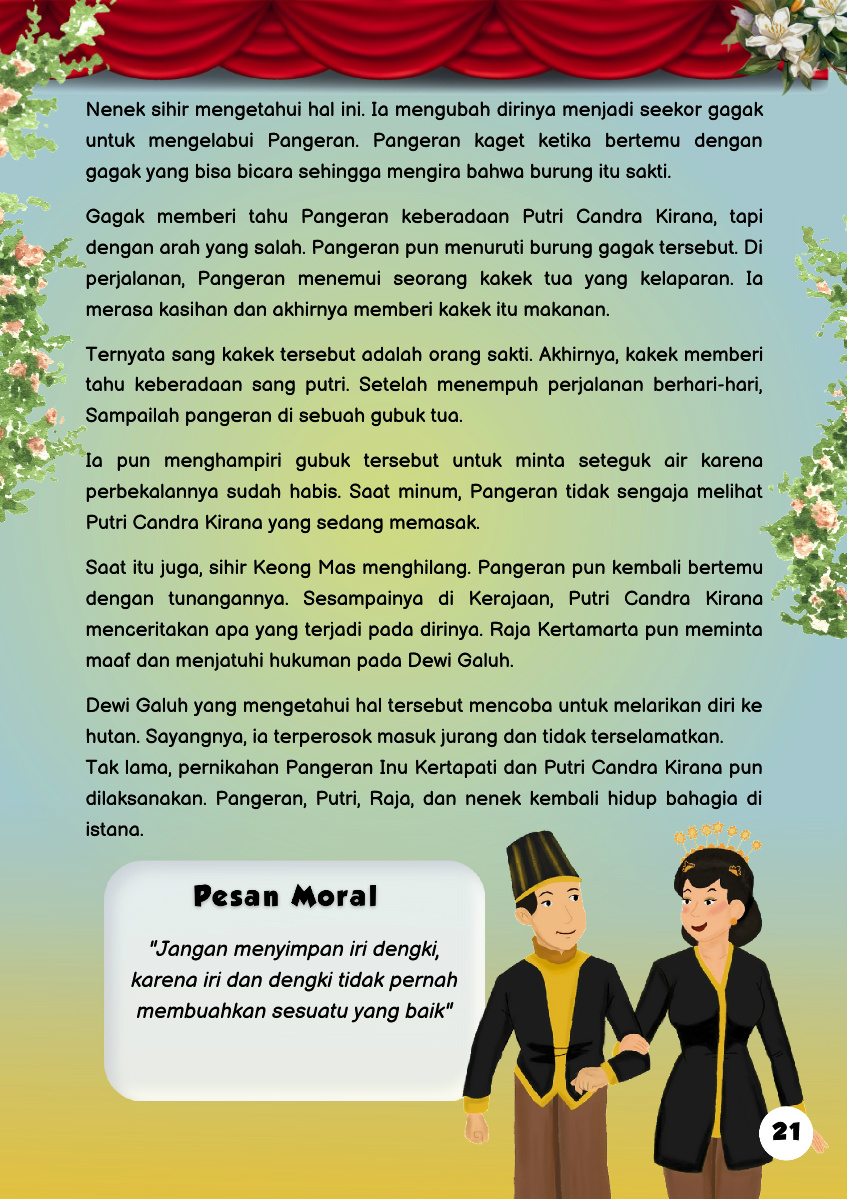 Nenek sihir mengetahui hal ini. Ia mengubah dirinya menjadi seekor gagak
untuk mengelabui Pangeran. Pangeran kaget ketika bertemu dengan
gagak yang bisa bicara sehingga mengira bahwa burung itu sakti.
Gagak memberi tahu Pangeran keberadaan Putri Candra Kirana, tapi
dengan arah yang salah. Pangeran pun menuruti burung gagak tersebut. Di
perjalanan, Pangeran menemui seorang kakek tua yang kelaparan. Ia
merasa kasihan dan akhirnya memberi kakek itu makanan.
Ternyata sang kakek tersebut adalah orang sakti. Akhirnya, kakek memberi
tahu keberadaan sang putri. Setelah menempuh perjalanan berhari-hari,
Sampailah pangeran di sebuah gubuk tua.
Ia pun menghampiri gubuk tersebut untuk minta seteguk air karena
perbekalannya sudah habis. Saat minum, Pangeran tidak sengaja melihat
Putri Candra Kirana yang sedang memasak.
Saat itu juga, sihir Keong Mas menghilang. Pangeran pun kembali bertemu
dengan tunangannya. Sesampainya di Kerajaan, Putri Candra Kirana
menceritakan apa yang terjadi pada dirinya. Raja Kertamarta pun meminta
maaf dan menjatuhi hukuman pada Dewi Galuh.
Dewi Galuh yang mengetahui hal tersebut mencoba untuk melarikan diri ke
hutan. Sayangnya, ia terperosok masuk jurang dan tidak terselamatkan.
Tak lama, pernikahan Pangeran Inu Kertapati dan Putri Candra Kirana pun
dilaksanakan. Pangeran, Putri, Raja, dan nenek kembali hidup bahagia di
istana.
Pesan Moral
"Jangan menyimpan iri dengki,
karena iri dan dengki tidak pernah
membuahkan sesuatu yang baik"
21